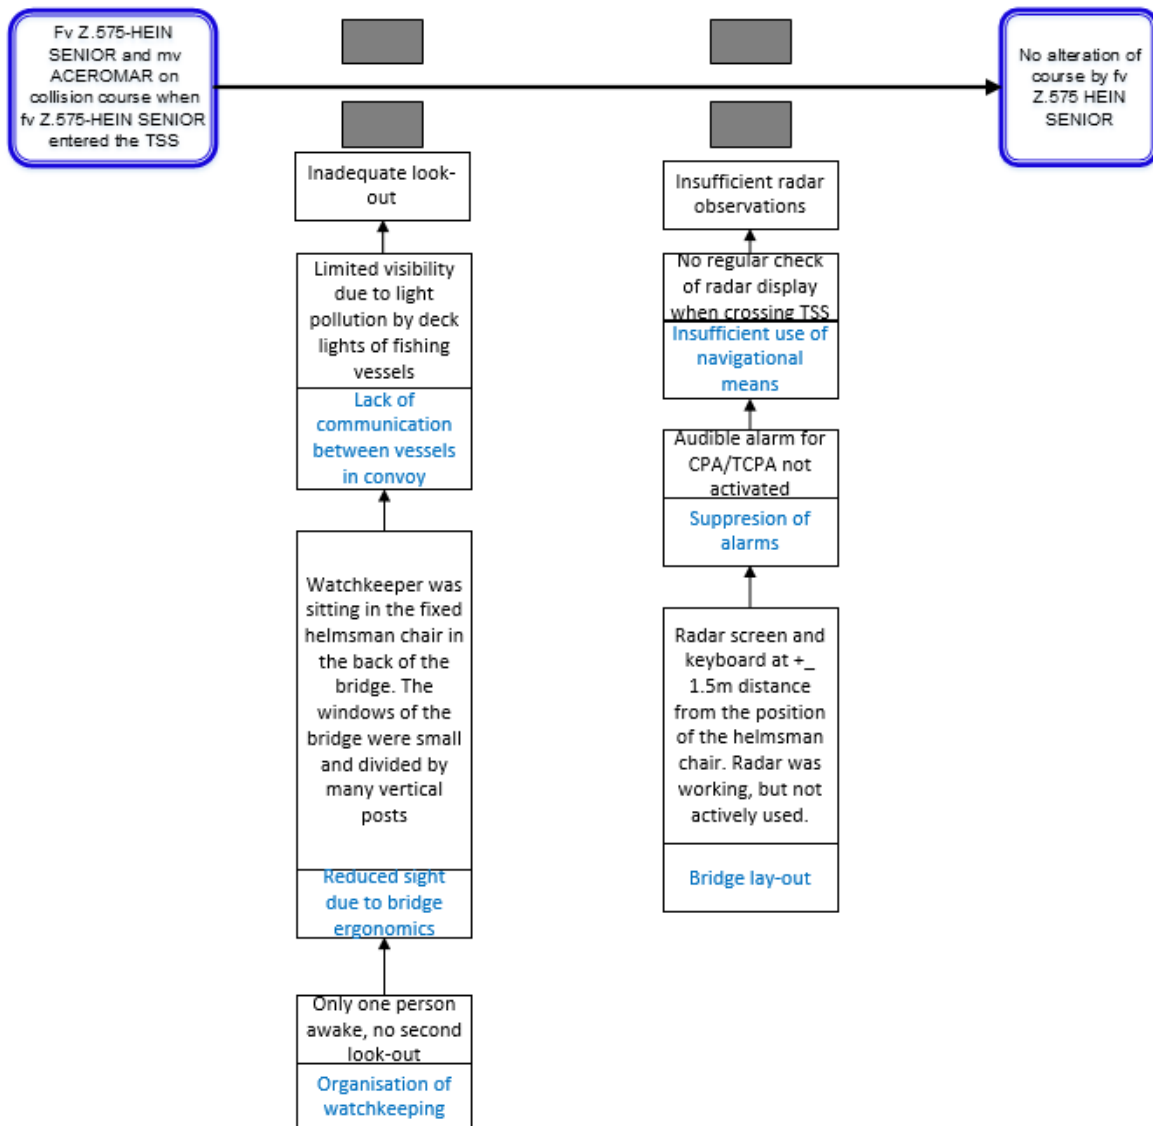 Fv Z.575-HEIN
SENIOR and mv
ACEROMAR on
collision course when
fv Z.575-HEIN SENIOR
entered the TSS
No alteration of
course by fv
Z.575 HEIN
SENIOR
Inadequate look-
out
Limited visibility
due to light
pollution by deck
lights of fishing
vessels
Lack of
communication
between vessels
in convoy
Watchkeeper was
sitting in the fixed
helmsman chair in
the back of the
bridge. The
windows of the
bridge were small
and divided by
many vertical
posts
Reduced sight
due to bridge
ergonomics
Only one person
awake, no second
look-out
Organisation of
watchkeeping
Insufficient radar
observations
No regular check
of radar display
when crossing TSS
Insufficient use of
navigational
means
Audible alarm for
CPA/TCPA not
activated
Suppresion of
alarms
Radar screen and
keyboard at +_
1.5m distance
from the position
of the helmsman
chair. Radar was
working, but not
actively used.
Bridge lay-out